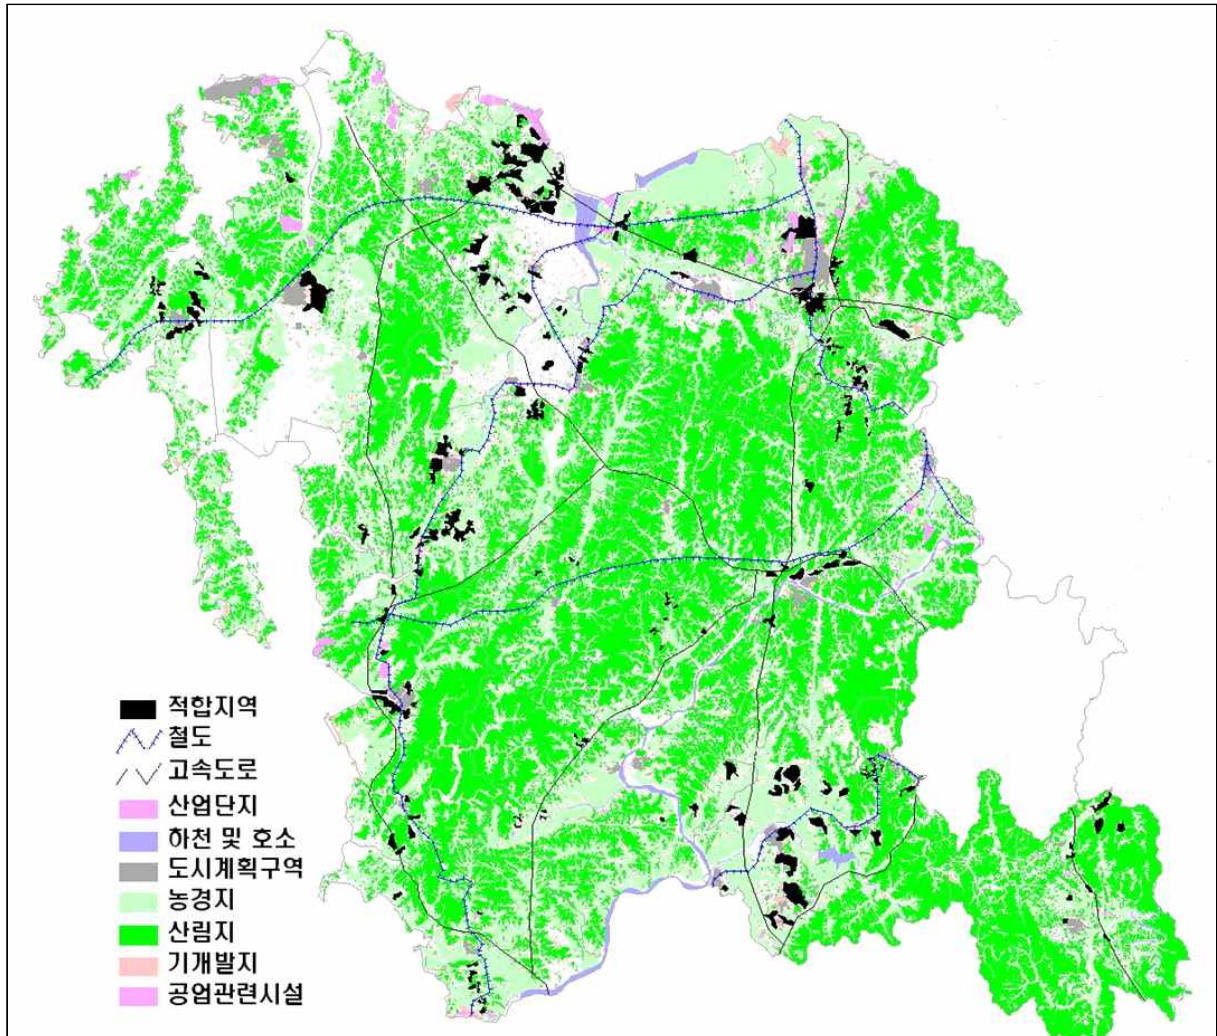 적합지역
철도
고속도로
산업단지
하천 및 호소
도시계획구역
농경지
산림지
기개발지
공업관련시설